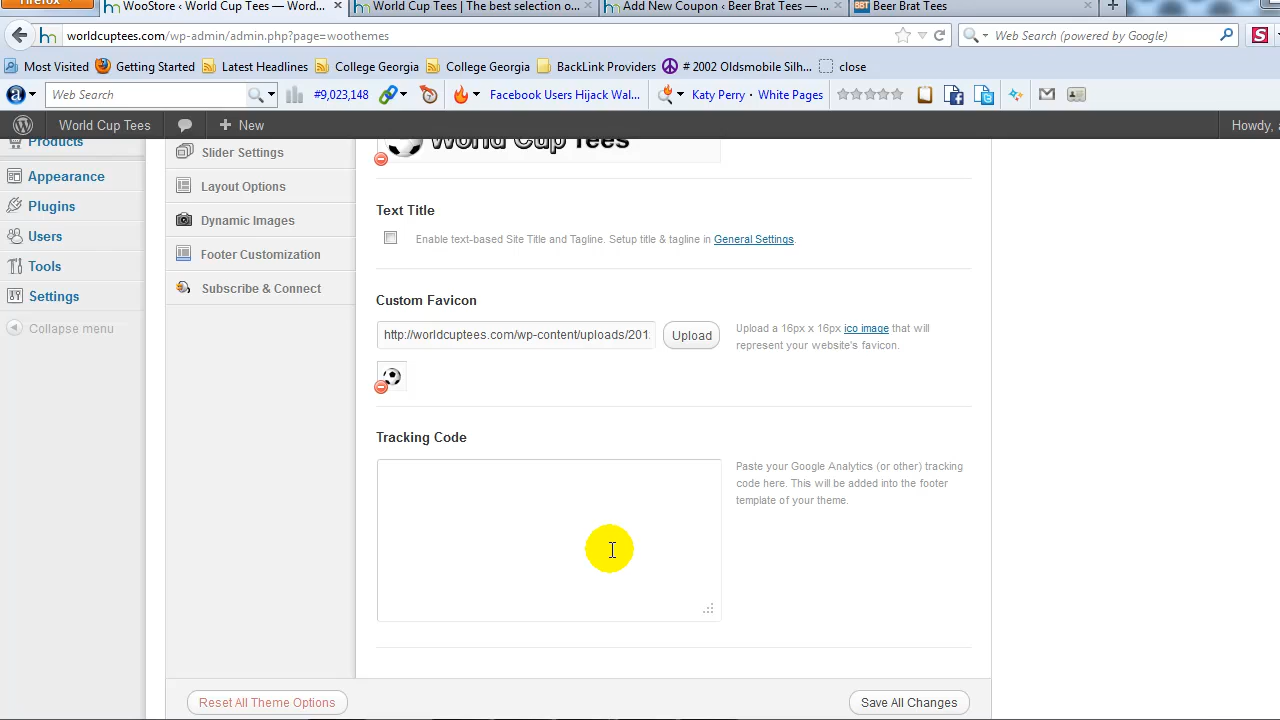 Firefox
WooStore ‹ World Cup Tees — Word... ×
World Cup Tees | The best selection o... ×
Add New Coupon ‹ Beer Brat Tees — ... ×
BBT Beer Brat Tees ×
worldcuptees.com/wp-admin/admin.php?page=woothemes
Web Search (powered by Google)
S
Most Visited
Getting Started
Latest Headlines
College Georgia
College Georgia
BackLink Providers
# 2002 Oldsmobile Silh...
close
a
Web Search
#9,023,148
Facebook Users Hijack Wal...
Katy Perry · White Pages
World Cup Tees
+ New
Howdy,
Products
Appearance
Plugins
Users
Tools
Settings
Collapse menu
Slider Settings
Layout Options
Dynamic Images
Footer Customization
Subscribe & Connect
World Cup Tees
Text Title
Enable text-based Site Title and Tagline. Setup title & tagline in General Settings.
Custom Favicon
http://worldcuptees.com/wp-content/uploads/201
Upload
Upload a 16px x 16px ico image that will
represent your website's favicon.
Tracking Code
Paste your Google Analytics (or other) tracking
code here. This will be added into the footer
template of your theme.
Reset All Theme Options
Save All Changes